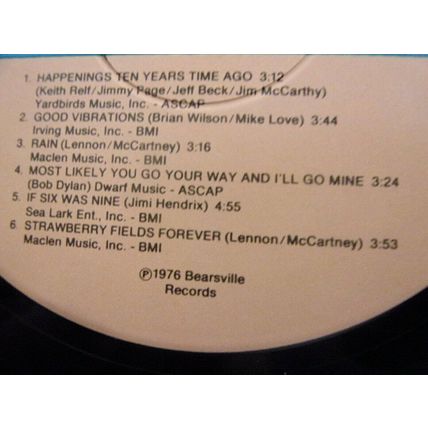 1. HAPPENINGS TEN YEARS TIME AGO 3:12
(Keith Relf/Jimmy Page/Jeff Beck/Jim McCarthy)
Yardbirds Music, Inc. - ASCAP
2. GOOD VIBRATIONS (Brian Wilson/Mike Love) 3:44
Irving Music, Inc. - BMI
3. RAIN (Lennon/McCartney) 3:16
Maclen Music, Inc. - BMI
4. MOST LIKELY YOU GO YOUR WAY AND I'LL GO MINE 3:24
(Bob Dylan) Dwarf Music - ASCAP
5. IF SIX WAS NINE (Jimi Hendrix) 4:55
Sea Lark Ent., Inc. - BMI
6. STRAWBERRY FIELDS FOREVER (Lennon/McCartney) 3:53
Maclen Music, Inc. - BMI
℗1976 Bearsville
Records